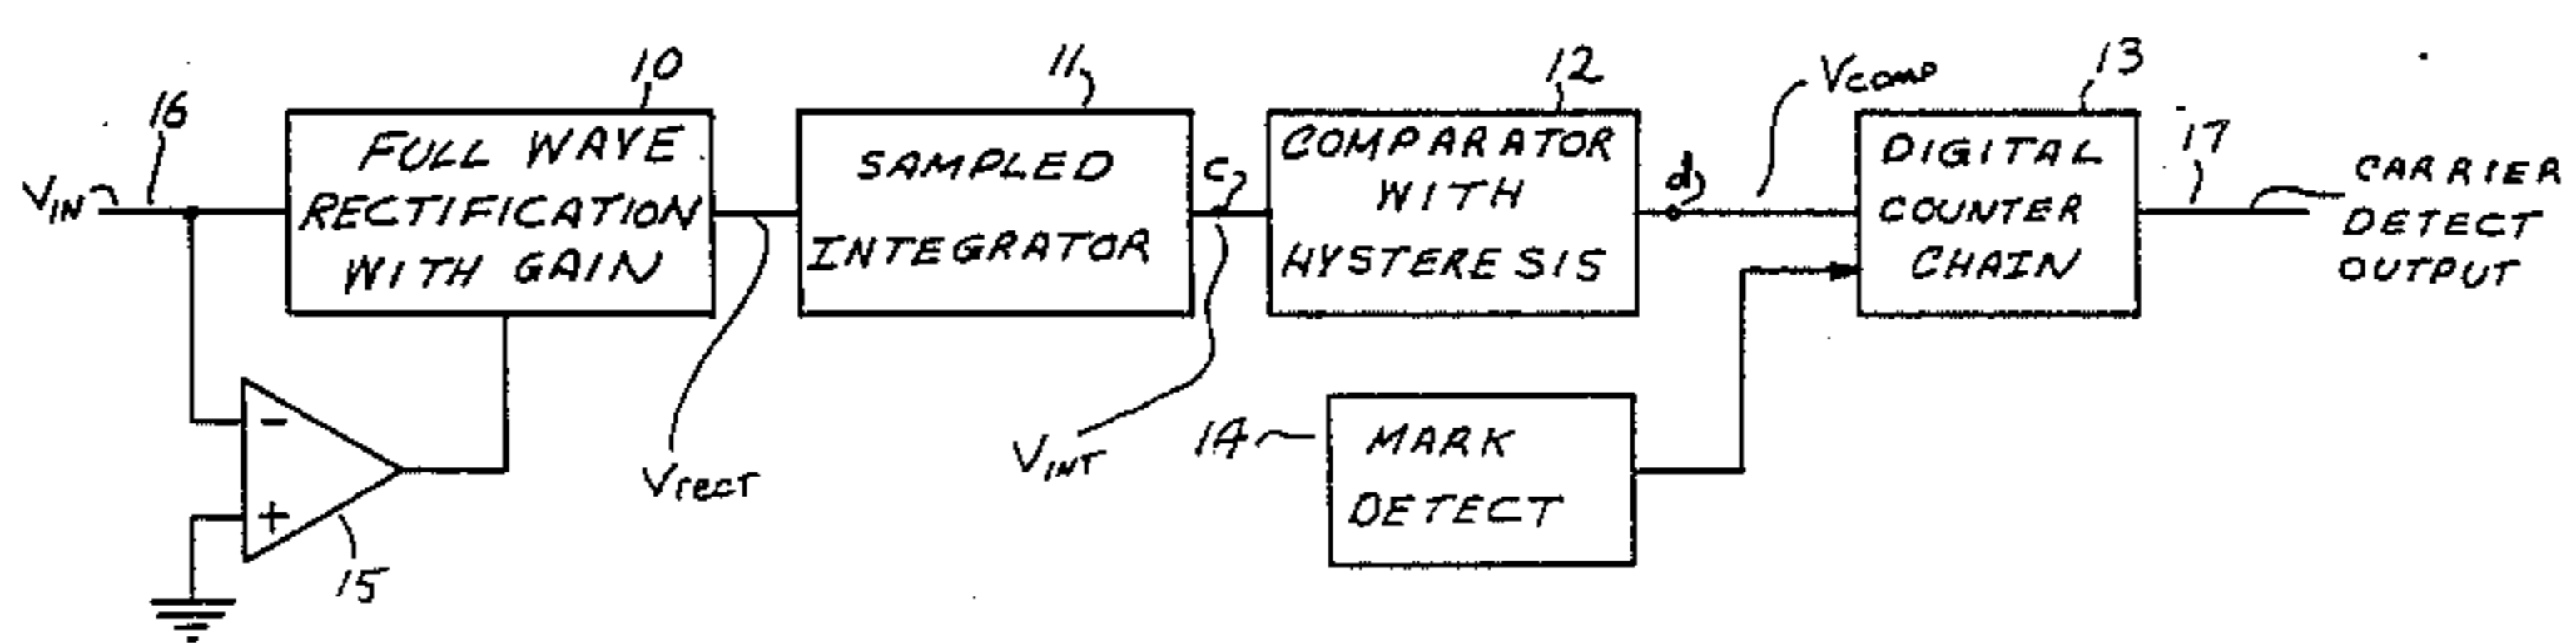 VIN
16
10
FULL WAVE
RECTIFICATION
WITH GAIN
Vrect
11
SAMPLED
INTEGRATOR
c
VINT
12
COMPARATOR
WITH
HYSTERESIS
d
Vcomp
13
DIGITAL
COUNTER
CHAIN
17
CARRIER
DETECT
OUTPUT
-
+
15
14
MARK
DETECT